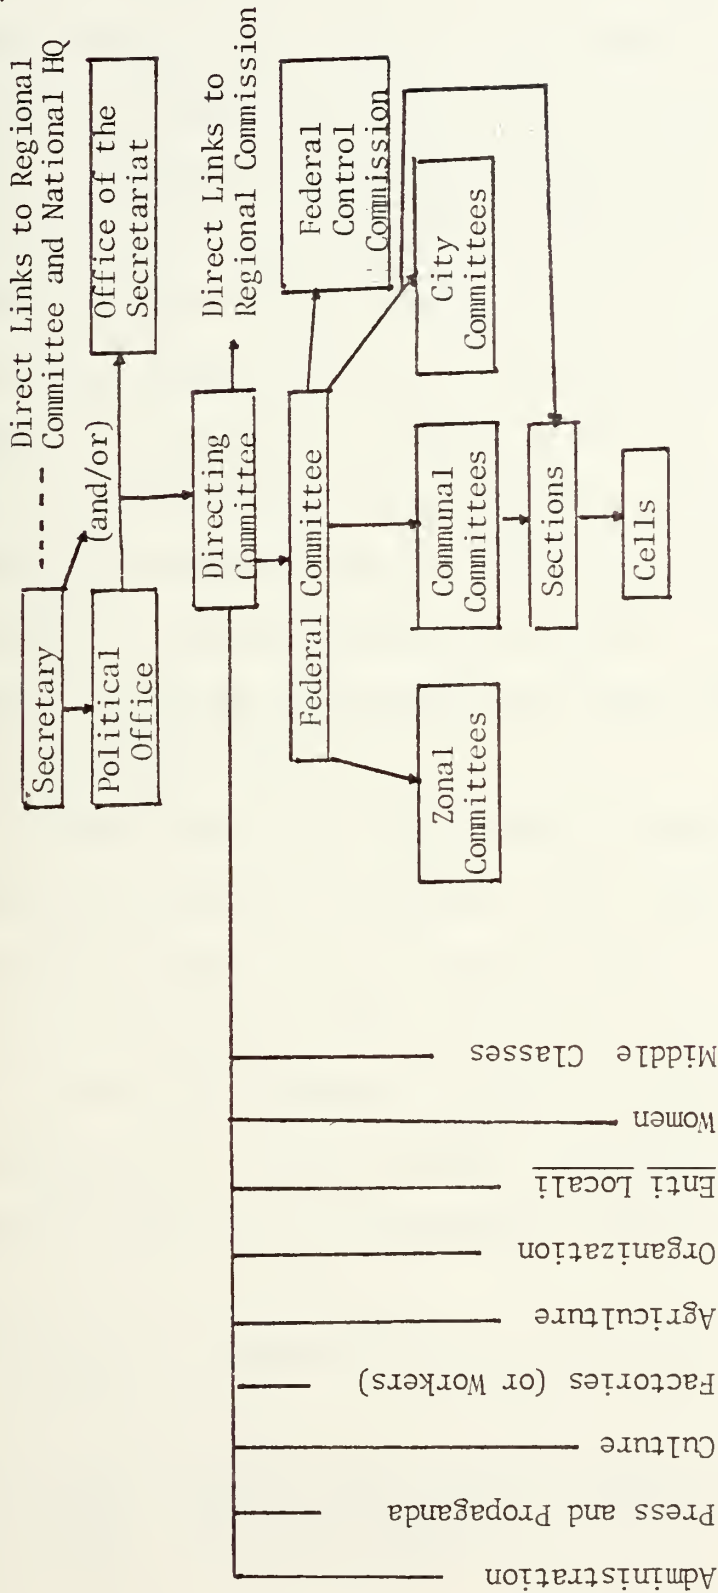 Direct Links to Regional
Committee and National HQ
Secretary
(and/or)
Political
Office
Office of the
Secretariat
Directing
Committee
Direct Links to
Regional Commission
Federal Committee
Federal
Control
Commission
Zonal
Committees
Communal
Committees
City
Committees
Sections
Cells
Administration
Press and Propaganda
Culture
Factories (or Workers)
Agriculture
Organization
Enti Locali
Women
Middle Classes